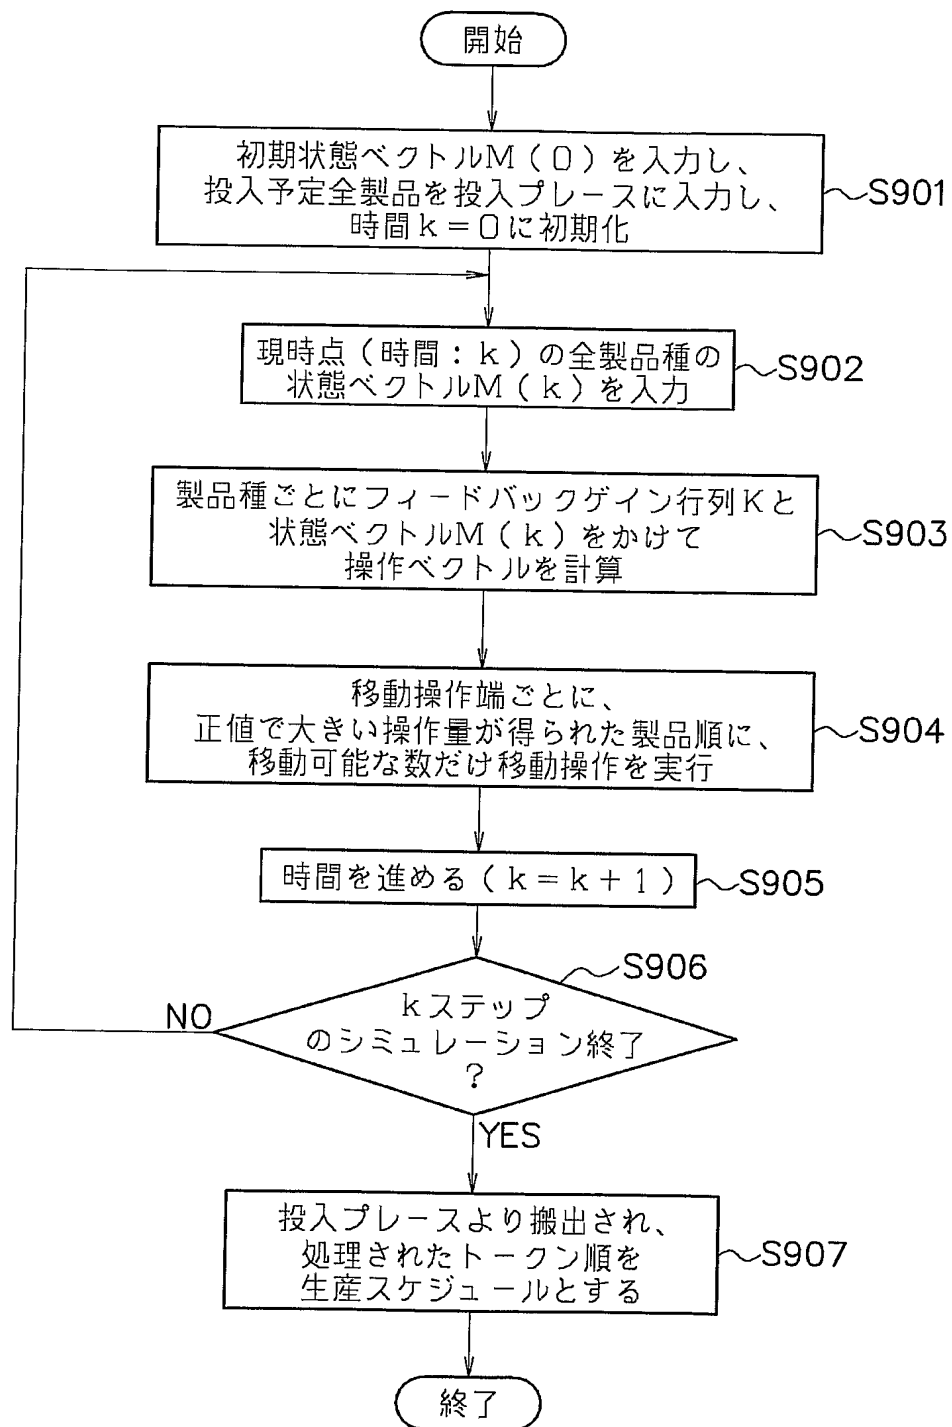 開始
初期状態ベクトルM（0）を入力し、
投入予定全製品を投入プレースに入力し、
時間k＝0に初期化
S901
現時点（時間：k）の全製品種の
状態ベクトルM（k）を入力
S902
製品種ごとにフィードバックゲイン行列Kと
状態ベクトルM（k）をかけて
操作ベクトルを計算
S903
移動操作端ごとに、
正値で大きい操作量が得られた製品順に、
移動可能な数だけ移動操作を実行
S904
時間を進める（k＝k＋1）
S905
S906
kステップ
のシミュレーション終了
？
NO
YES
投入プレースより搬出され、
処理されたトークン順を
生産スケジュールとする
S907
終了